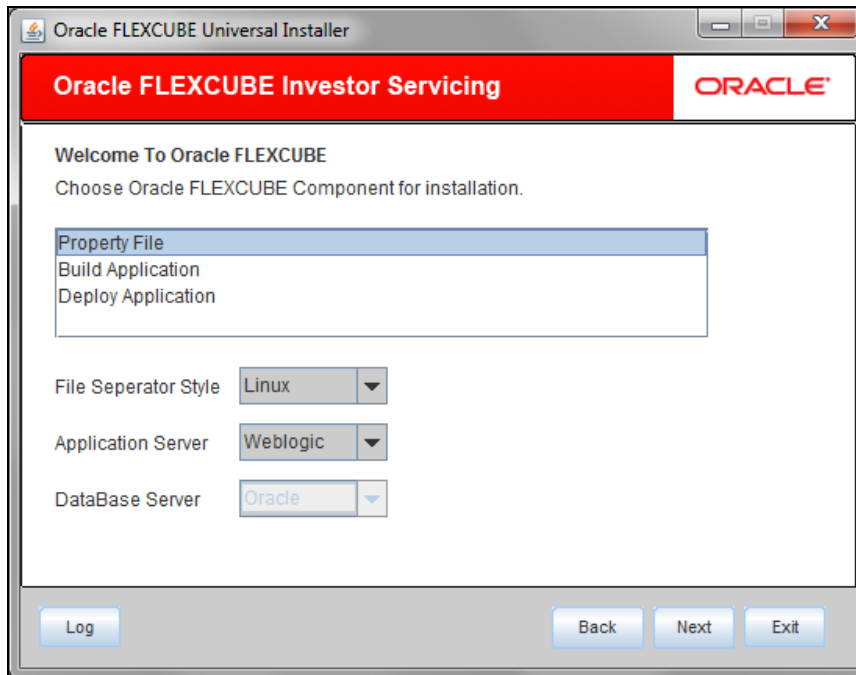 Oracle FLEXCUBE Universal Installer
Oracle FLEXCUBE Investor Servicing
ORACLE
Welcome To Oracle FLEXCUBE
Choose Oracle FLEXCUBE Component for installation.
Property File
Build Application
Deploy Application
File Seperator Style Linux
Application Server Weblogic
DataBase Server Oracle
Log Back Next Exit